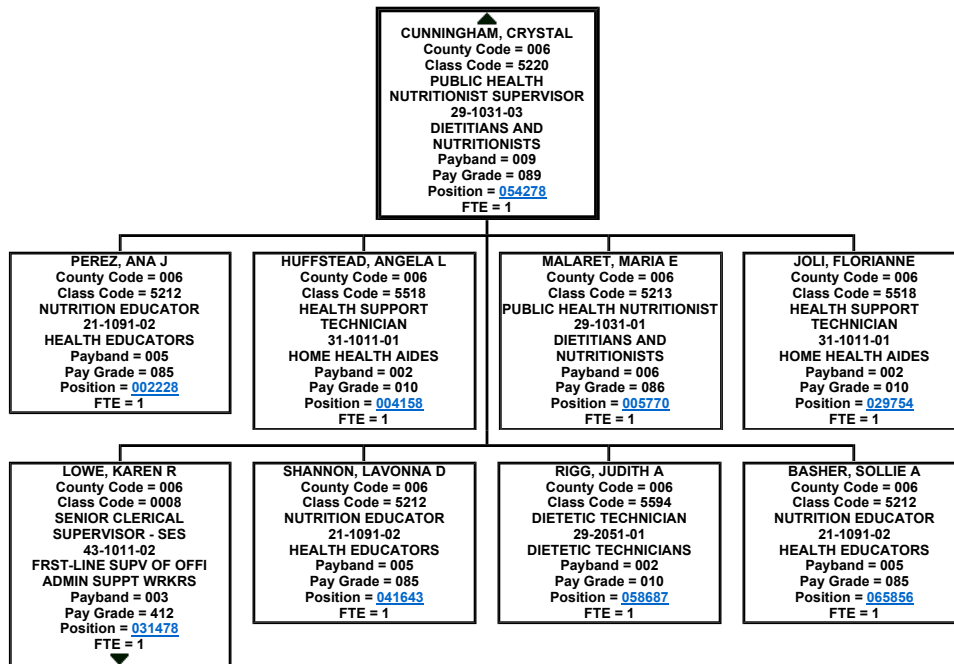 CUNNINGHAM, CRYSTAL
County Code = 006
Class Code = 5220
PUBLIC HEALTH
NUTRITIONIST SUPERVISOR
29-1031-03
DIETITIANS AND
NUTRITIONISTS
Payband = 009
Pay Grade = 089
Position = 054278
FTE = 1
PEREZ, ANA J
County Code = 006
Class Code = 5212
NUTRITION EDUCATOR
21-1091-02
HEALTH EDUCATORS
Payband = 005
Pay Grade = 085
Position = 002228
FTE = 1
HUFFSTEAD, ANGELA L
County Code = 006
Class Code = 5518
HEALTH SUPPORT
TECHNICIAN
31-1011-01
HOME HEALTH AIDES
Payband = 002
Pay Grade = 010
Position = 004158
FTE = 1
MALARET, MARIA E
County Code = 006
Class Code = 5213
PUBLIC HEALTH NUTRITIONIST
29-1031-01
DIETITIANS AND
NUTRITIONISTS
Payband = 006
Pay Grade = 086
Position = 005770
FTE = 1
JOLI, FLORIANNE
County Code = 006
Class Code = 5518
HEALTH SUPPORT
TECHNICIAN
31-1011-01
HOME HEALTH AIDES
Payband = 002
Pay Grade = 010
Position = 029754
FTE = 1
LOWE, KAREN R
County Code = 006
Class Code = 0008
SENIOR CLERICAL
SUPERVISOR - SES
43-1011-02
FRST-LINE SUPV OF OFFI
ADMIN SUPPT WRKRS
Payband = 003
Pay Grade = 412
Position = 031478
FTE = 1
SHANNON, LAVONNA D
County Code = 006
Class Code = 5212
NUTRITION EDUCATOR
21-1091-02
HEALTH EDUCATORS
Payband = 005
Pay Grade = 085
Position = 041643
FTE = 1
RIGG, JUDITH A
County Code = 006
Class Code = 5594
DIETETIC TECHNICIAN
29-2051-01
DIETETIC TECHNICIANS
Payband = 002
Pay Grade = 010
Position = 058687
FTE = 1
BASHER, SOLLIE A
County Code = 006
Class Code = 5212
NUTRITION EDUCATOR
21-1091-02
HEALTH EDUCATORS
Payband = 005
Pay Grade = 085
Position = 065856
FTE = 1